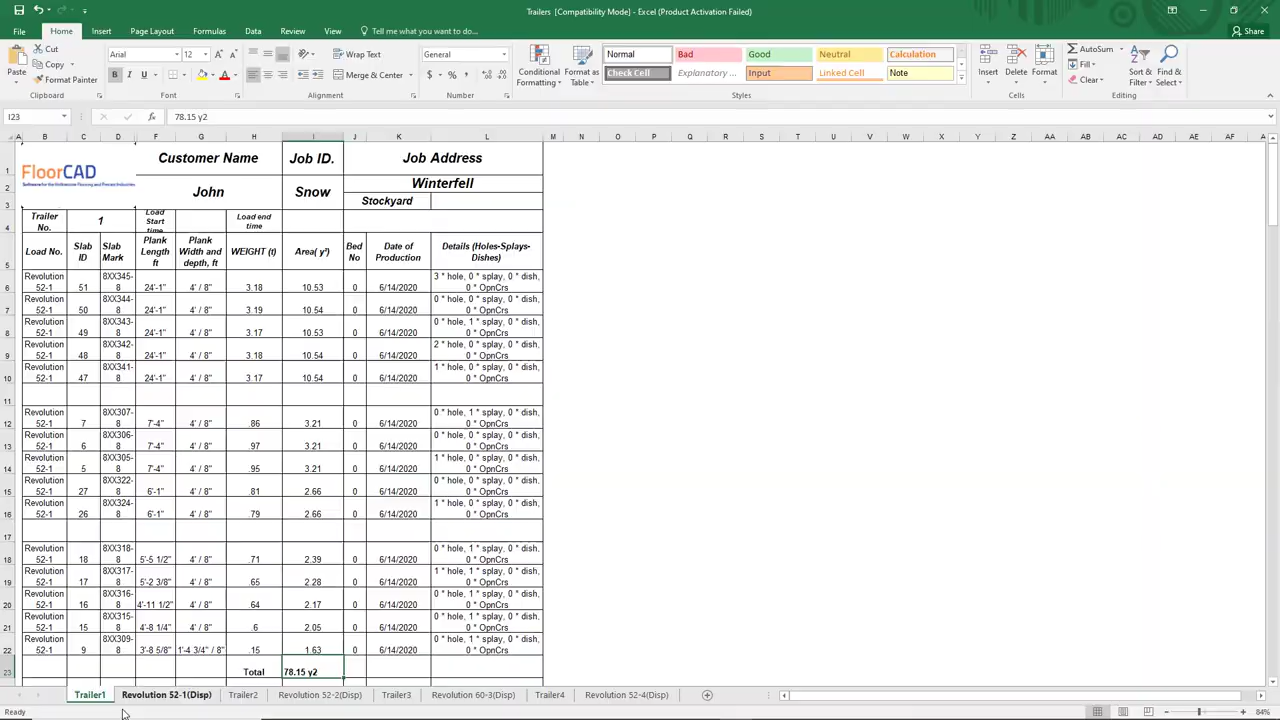 Trailers [Compatibility Mode] - Excel (Product Activation Failed)
File Home Insert Page Layout Formulas Data Review View Tell me what you want to do... Share
Paste Cut Copy Format Painter Clipboard
Arial 12 B I U Font
Wrap Text Merge & Center Alignment
General $ % , Number
Conditional Formatting Format as Table
Normal Bad Good Neutral Calculation
Check Cell Explanatory ... Input Linked Cell Note
Styles
Insert Delete Format Cells
AutoSum Fill Clear Sort & Filter Find & Select Editing
I23 fx 78.15 y2
A B C D F G H I J K L M N O P Q R S T U V W X Y Z AA AB AC AD AE AF
FloorCAD Customer Name Job ID. Job Address
John Snow Winterfell
Stockyard
Trailer No. 1 Load Start time Load end time
Load No. Slab ID Slab Mark Plank Length ft Plank Width and depth, ft WEIGHT (t) Area( y²) Bed No Date of Production Details (Holes-Splays-Dishes)
6 Revolution 52-1 51 8XX345-8 24'-1" 4' / 8" 3.18 10.53 0 6/14/2020 3 * hole, 0 * splay, 0 * dish, 0 * OpnCrs
7 Revolution 52-1 50 8XX344-8 24'-1" 4' / 8" 3.19 10.54 0 6/14/2020 0 * hole, 0 * splay, 0 * dish, 0 * OpnCrs
8 Revolution 52-1 49 8XX343-8 24'-1" 4' / 8" 3.17 10.53 0 6/14/2020 0 * hole, 1 * splay, 0 * dish, 0 * OpnCrs
9 Revolution 52-1 48 8XX342-8 24'-1" 4' / 8" 3.18 10.54 0 6/14/2020 2 * hole, 0 * splay, 0 * dish, 0 * OpnCrs
10 Revolution 52-1 47 8XX341-8 24'-1" 4' / 8" 3.17 10.54 0 6/14/2020 1 * hole, 0 * splay, 0 * dish, 0 * OpnCrs
11
12 Revolution 52-1 7 8XX307-8 7'-4" 4' / 8" .86 3.21 0 6/14/2020 0 * hole, 1 * splay, 0 * dish, 0 * OpnCrs
13 Revolution 52-1 6 8XX306-8 7'-4" 4' / 8" .97 3.21 0 6/14/2020 0 * hole, 0 * splay, 0 * dish, 0 * OpnCrs
14 Revolution 52-1 5 8XX305-8 7'-4" 4' / 8" .95 3.21 0 6/14/2020 1 * hole, 0 * splay, 0 * dish, 0 * OpnCrs
15 Revolution 52-1 27 8XX322-8 6'-1" 4' / 8" .81 2.66 0 6/14/2020 0 * hole, 0 * splay, 0 * dish, 0 * OpnCrs
16 Revolution 52-1 26 8XX324-8 6'-1" 4' / 8" .79 2.66 0 6/14/2020 1 * hole, 0 * splay, 0 * dish, 0 * OpnCrs
17
18 Revolution 52-1 18 8XX318-8 5'-5 1/2" 4' / 8" .71 2.39 0 6/14/2020 0 * hole, 1 * splay, 0 * dish, 0 * OpnCrs
19 Revolution 52-1 17 8XX317-8 5'-2 3/8" 4' / 8" .65 2.28 0 6/14/2020 1 * hole, 1 * splay, 0 * dish, 0 * OpnCrs
20 Revolution 52-1 16 8XX316-8 4'-11 1/2" 4' / 8" .64 2.17 0 6/14/2020 0 * hole, 1 * splay, 0 * dish, 0 * OpnCrs
21 Revolution 52-1 15 8XX315-8 4'-8 1/4" 4' / 8" .6 2.05 0 6/14/2020 0 * hole, 1 * splay, 0 * dish, 0 * OpnCrs
22 Revolution 52-1 9 8XX309-8 3'-8 5/8" 1'-4 3/4" / 8" .15 1.63 0 6/14/2020 0 * hole, 1 * splay, 0 * dish, 0 * OpnCrs
23 Total 78.15 y2
Trailer1 Revolution 52-1(Disp) Trailer2 Revolution 52-2(Disp) Trailer3 Revolution 60-3(Disp) Trailer4 Revolution 52-4(Disp)
Ready 84%